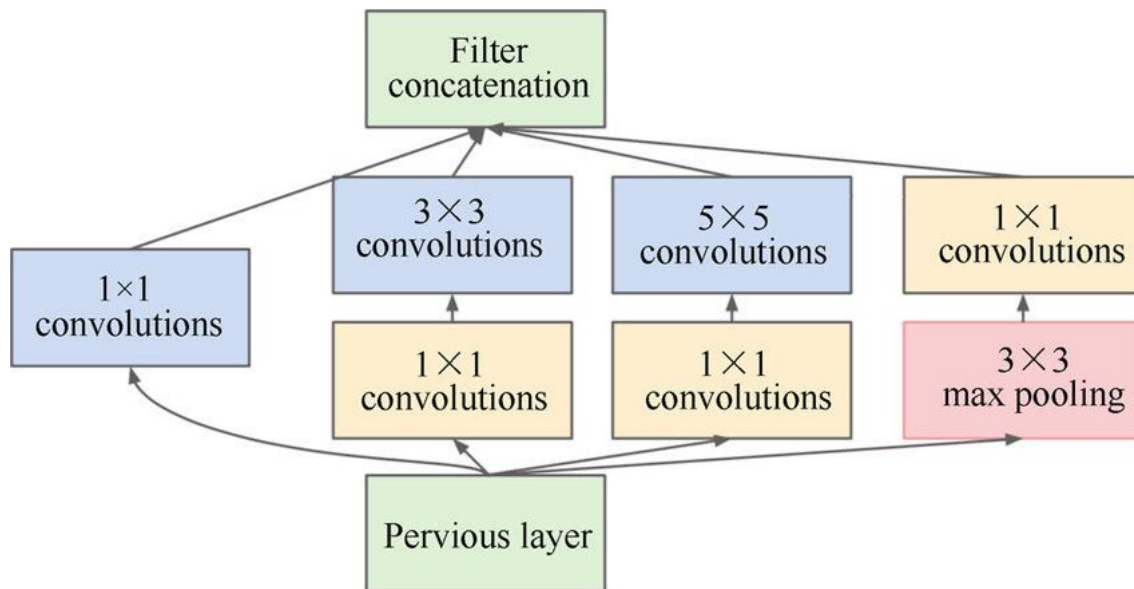 Filter
concatenation
3×3
convolutions
5×5
convolutions
1×1
convolutions
1×1
convolutions
1×1
convolutions
1×1
convolutions
3×3
max pooling
Pervious layer